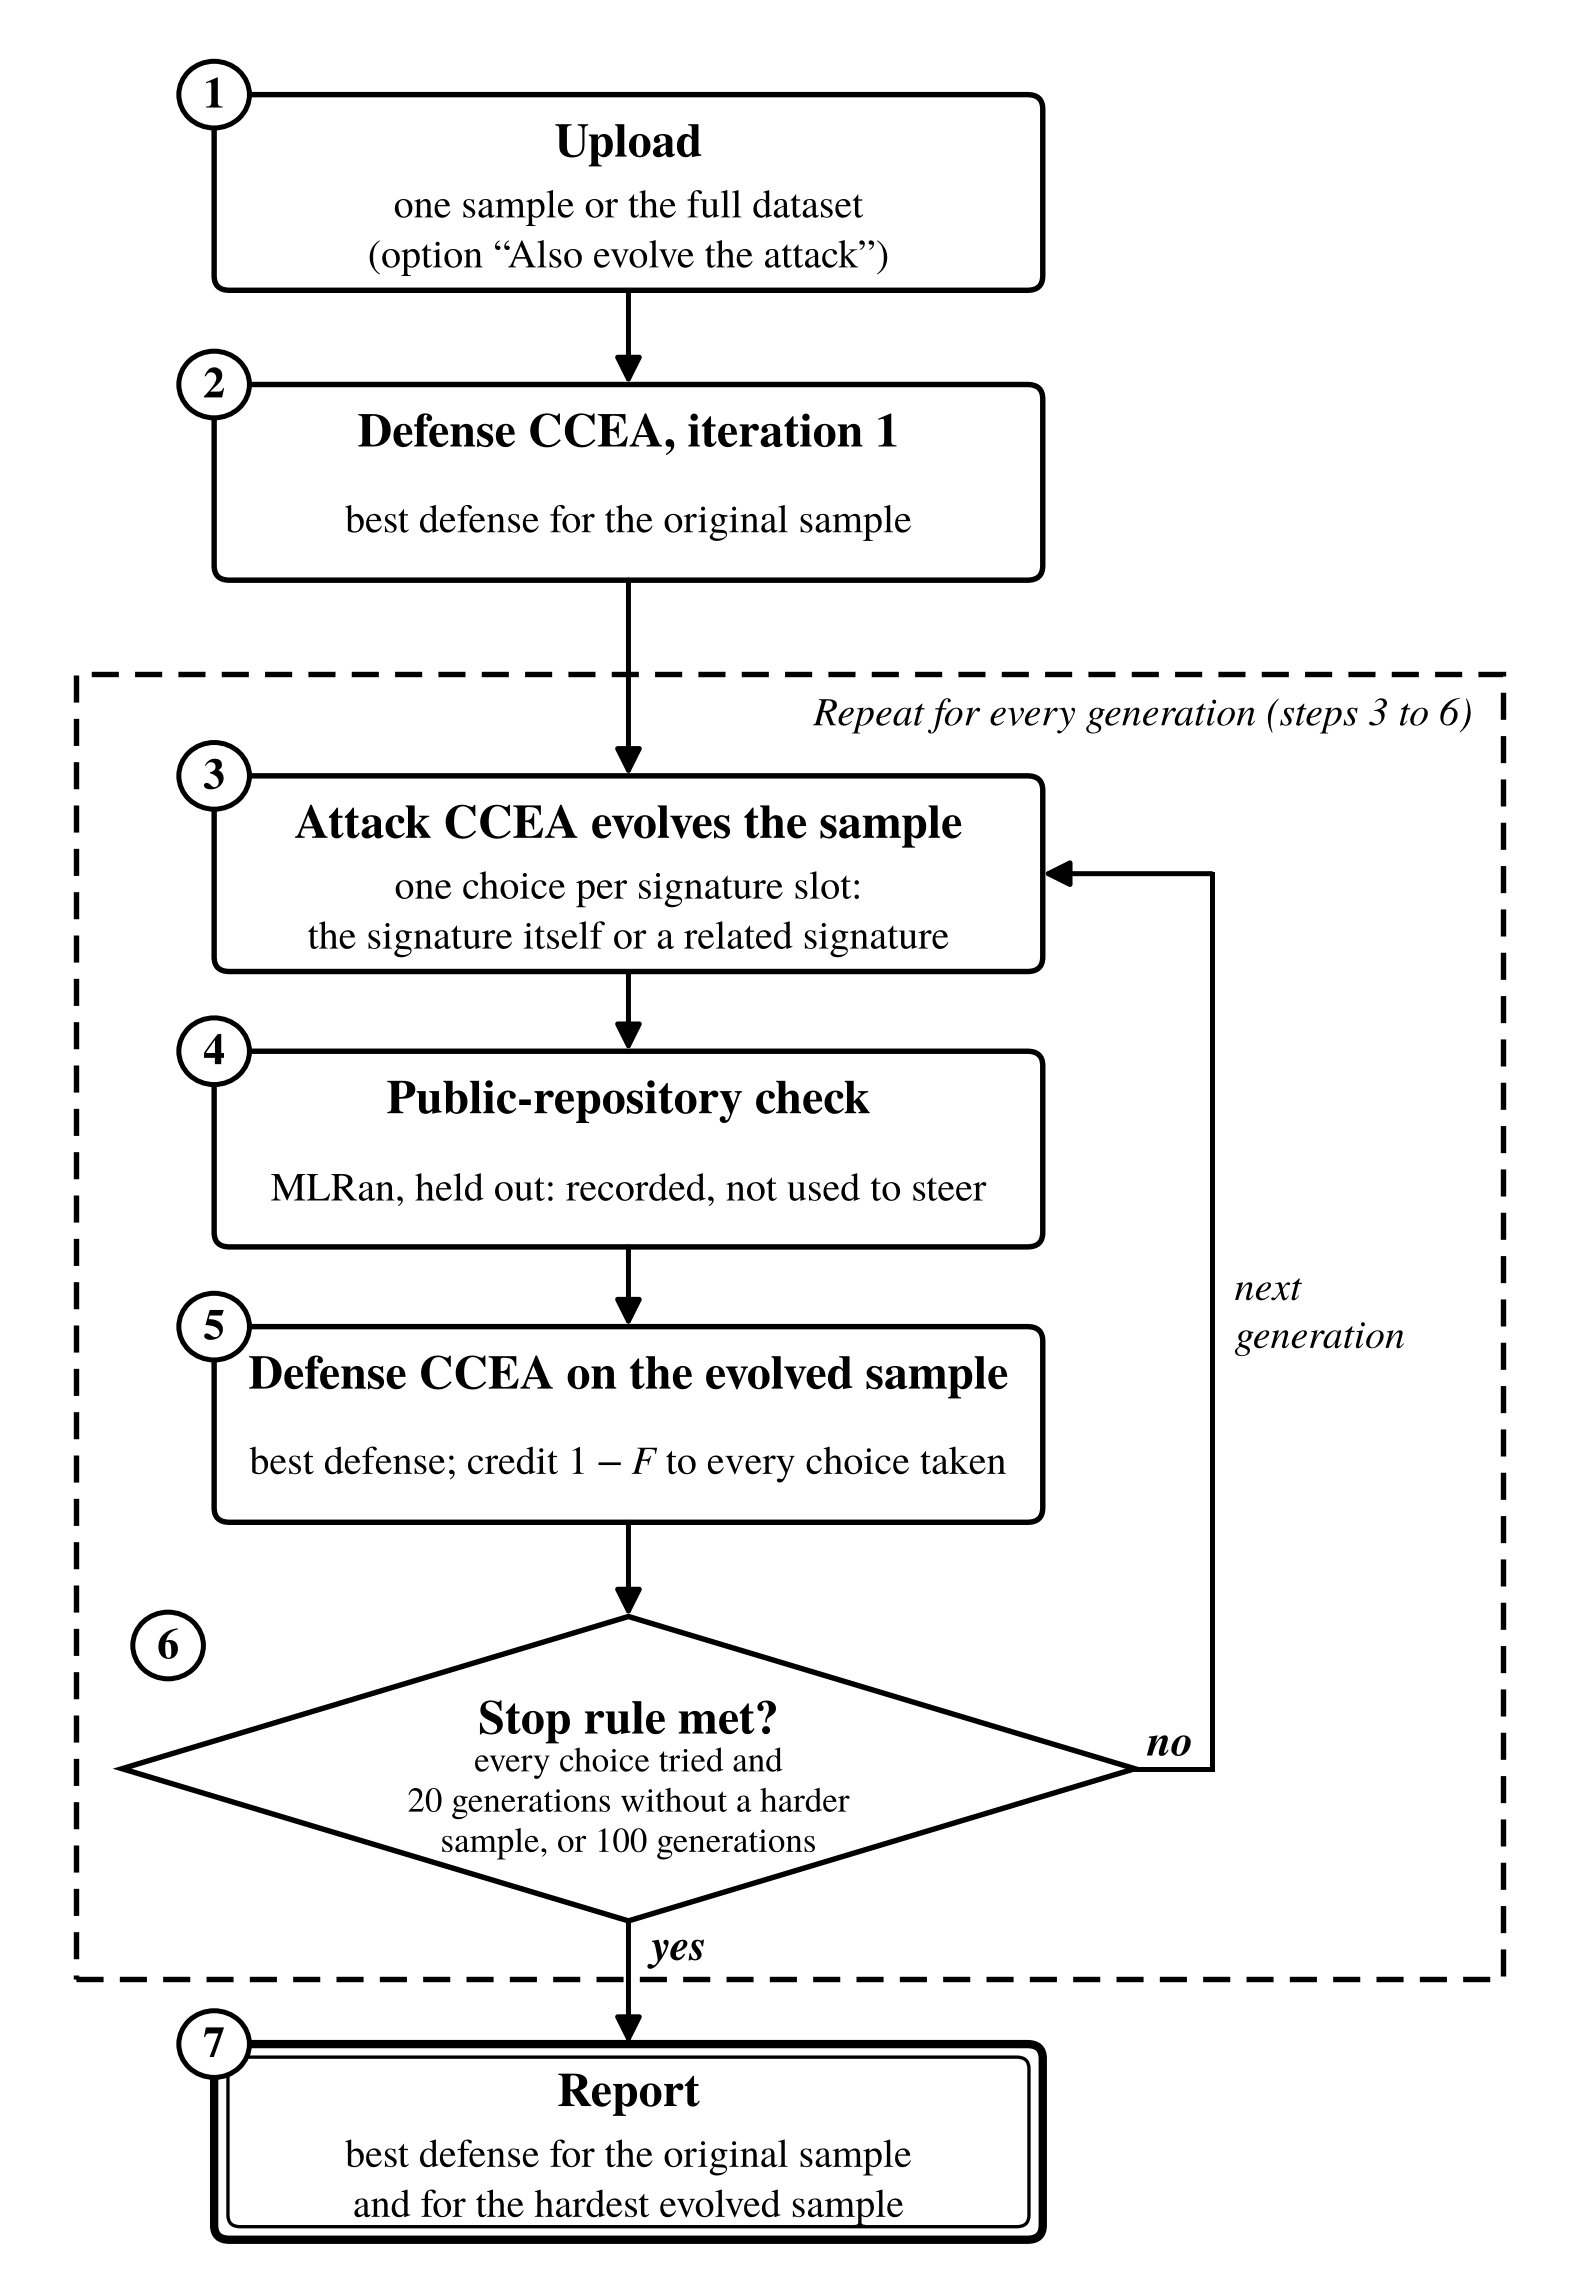 1
Upload
one sample or the full dataset
(option “Also evolve the attack”)
2
Defense CCEA, iteration 1
best defense for the original sample
Repeat for every generation (steps 3 to 6)
3
Attack CCEA evolves the sample
one choice per signature slot:
the signature itself or a related signature
4
Public-repository check
MLRan, held out: recorded, not used to steer
next
generation
5
Defense CCEA on the evolved sample
best defense; credit 1 − F to every choice taken
6
Stop rule met?
every choice tried and
20 generations without a harder
sample, or 100 generations
no
yes
7
Report
best defense for the original sample
and for the hardest evolved sample